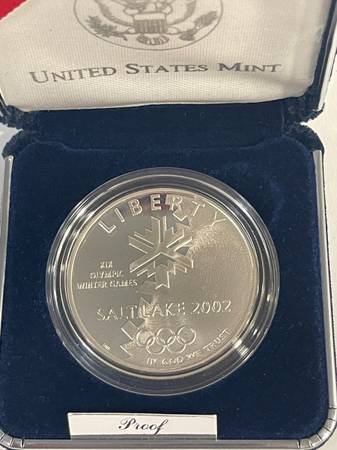 UNITED STATES MINT
LIBERTY
XIX
OLYMPIC
WINTER GAMES
SALT LAKE 2002
IN GOD WE TRUST
Proof